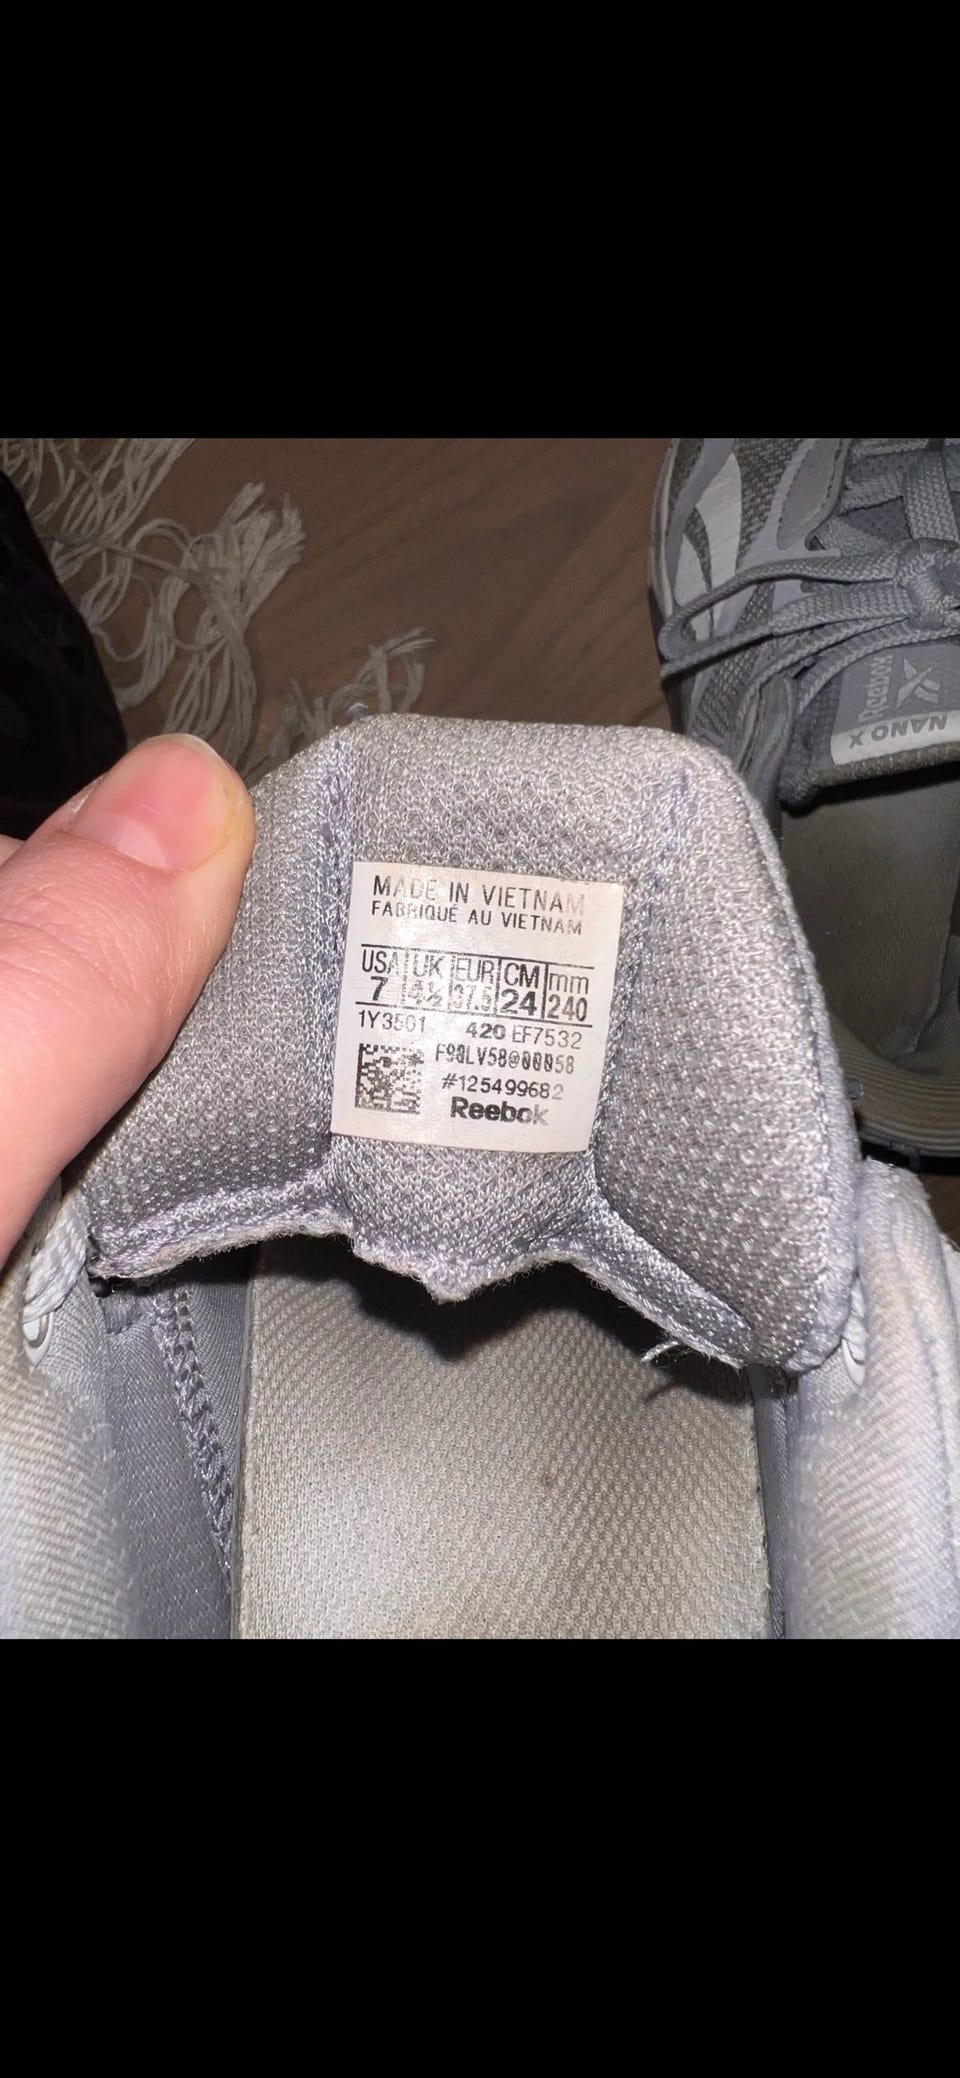 MADE IN VIETNAM
FABRIQUÉ AU VIETNAM
USA UK EUR CM mm
7 4½ 37.5 24 240
1Y3501 420 EF7532
#125499682
Reebok
Reebok
NANO X